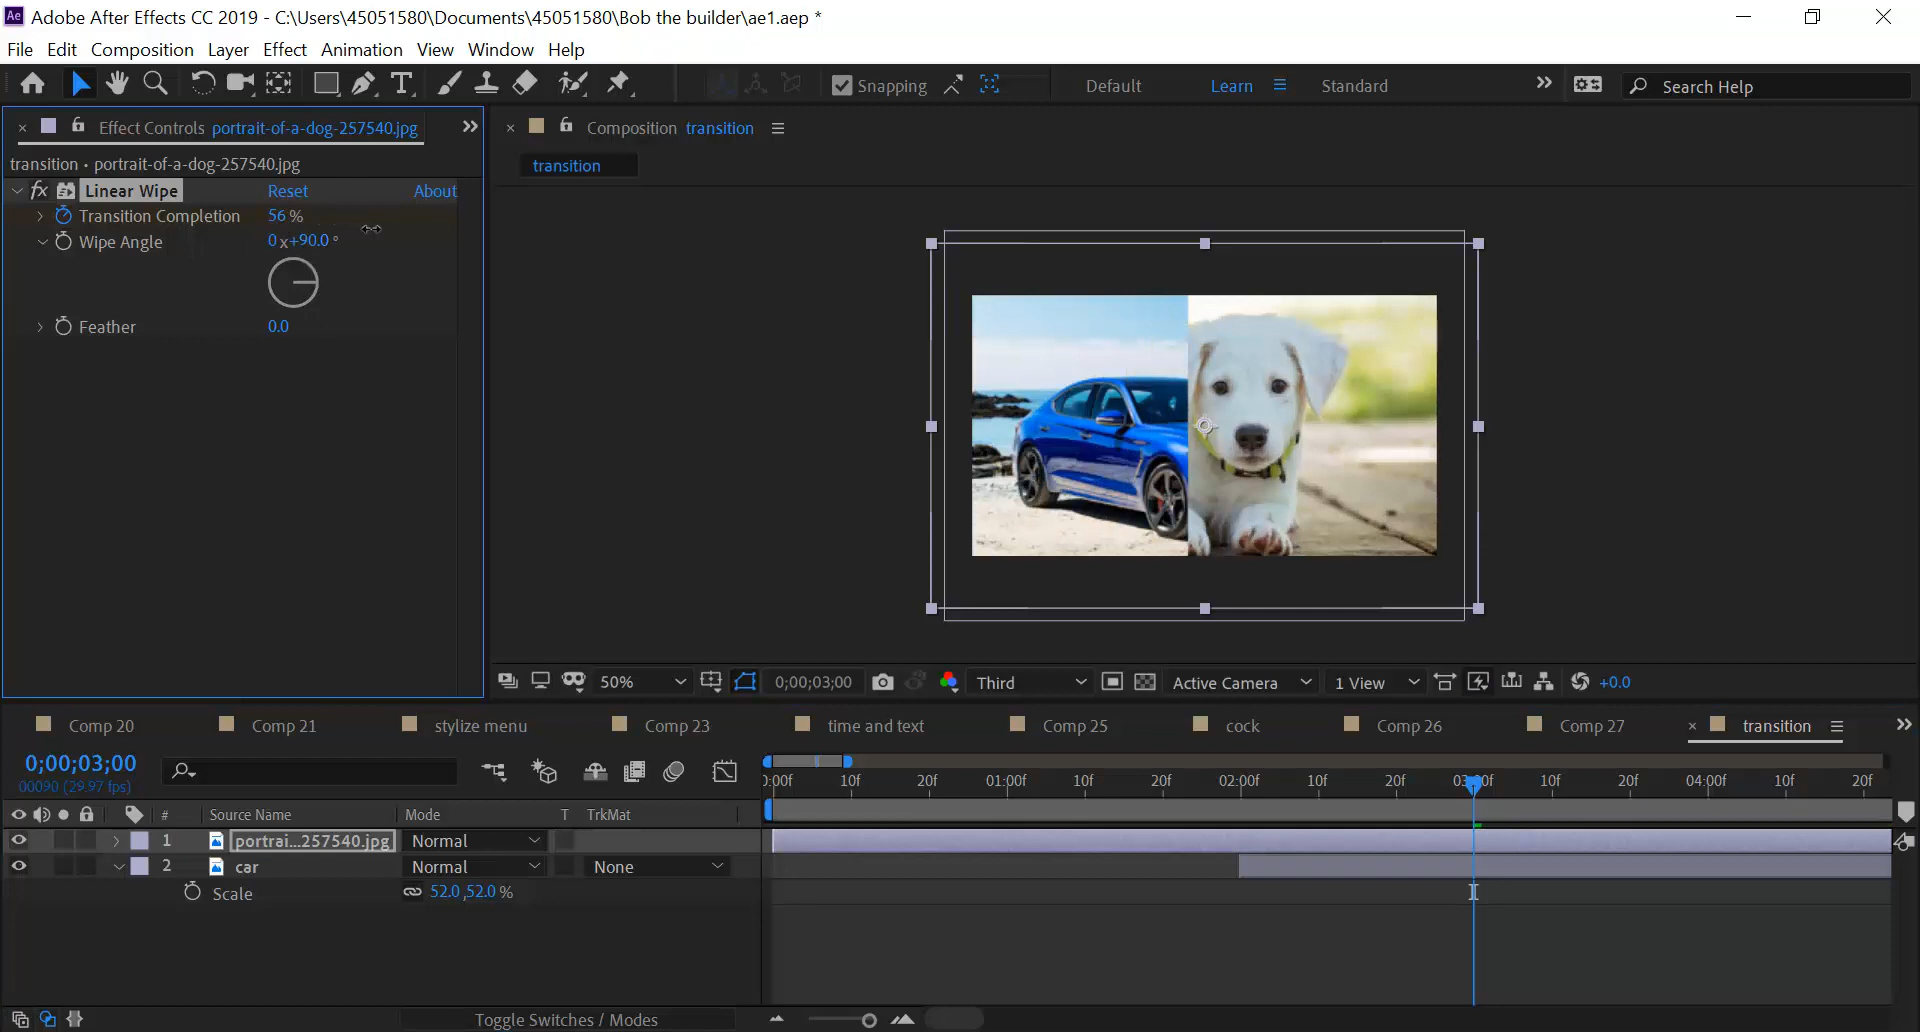 Ae Adobe After Effects CC 2019 - C:\Users\45051580\Documents\45051580\Bob the builder\ae1.aep *
File Edit Composition Layer Effect Animation View Window Help
Snapping Default Learn Standard Search Help
Effect Controls portrait-of-a-dog-257540.jpg
Composition transition
transition • portrait-of-a-dog-257540.jpg
transition
fx Linear Wipe Reset About
Transition Completion 56 %
Wipe Angle 0 x+90.0 °
Feather 0.0
50% 0;00;03;00 Third Active Camera 1 View +0.0
Comp 20 Comp 21 stylize menu Comp 23 time and text Comp 25 cock Comp 26 Comp 27 transition
0;00;03;00
00090 (29.97 fps)
0:00f 10f 20f 01:00f 10f 20f 02:00f 10f 20f 03:00f 10f 20f 04:00f 10f 20f
# Source Name Mode T TrkMat
1 portrai...257540.jpg Normal
2 car Normal None
Scale 52.0,52.0 %
Toggle Switches / Modes